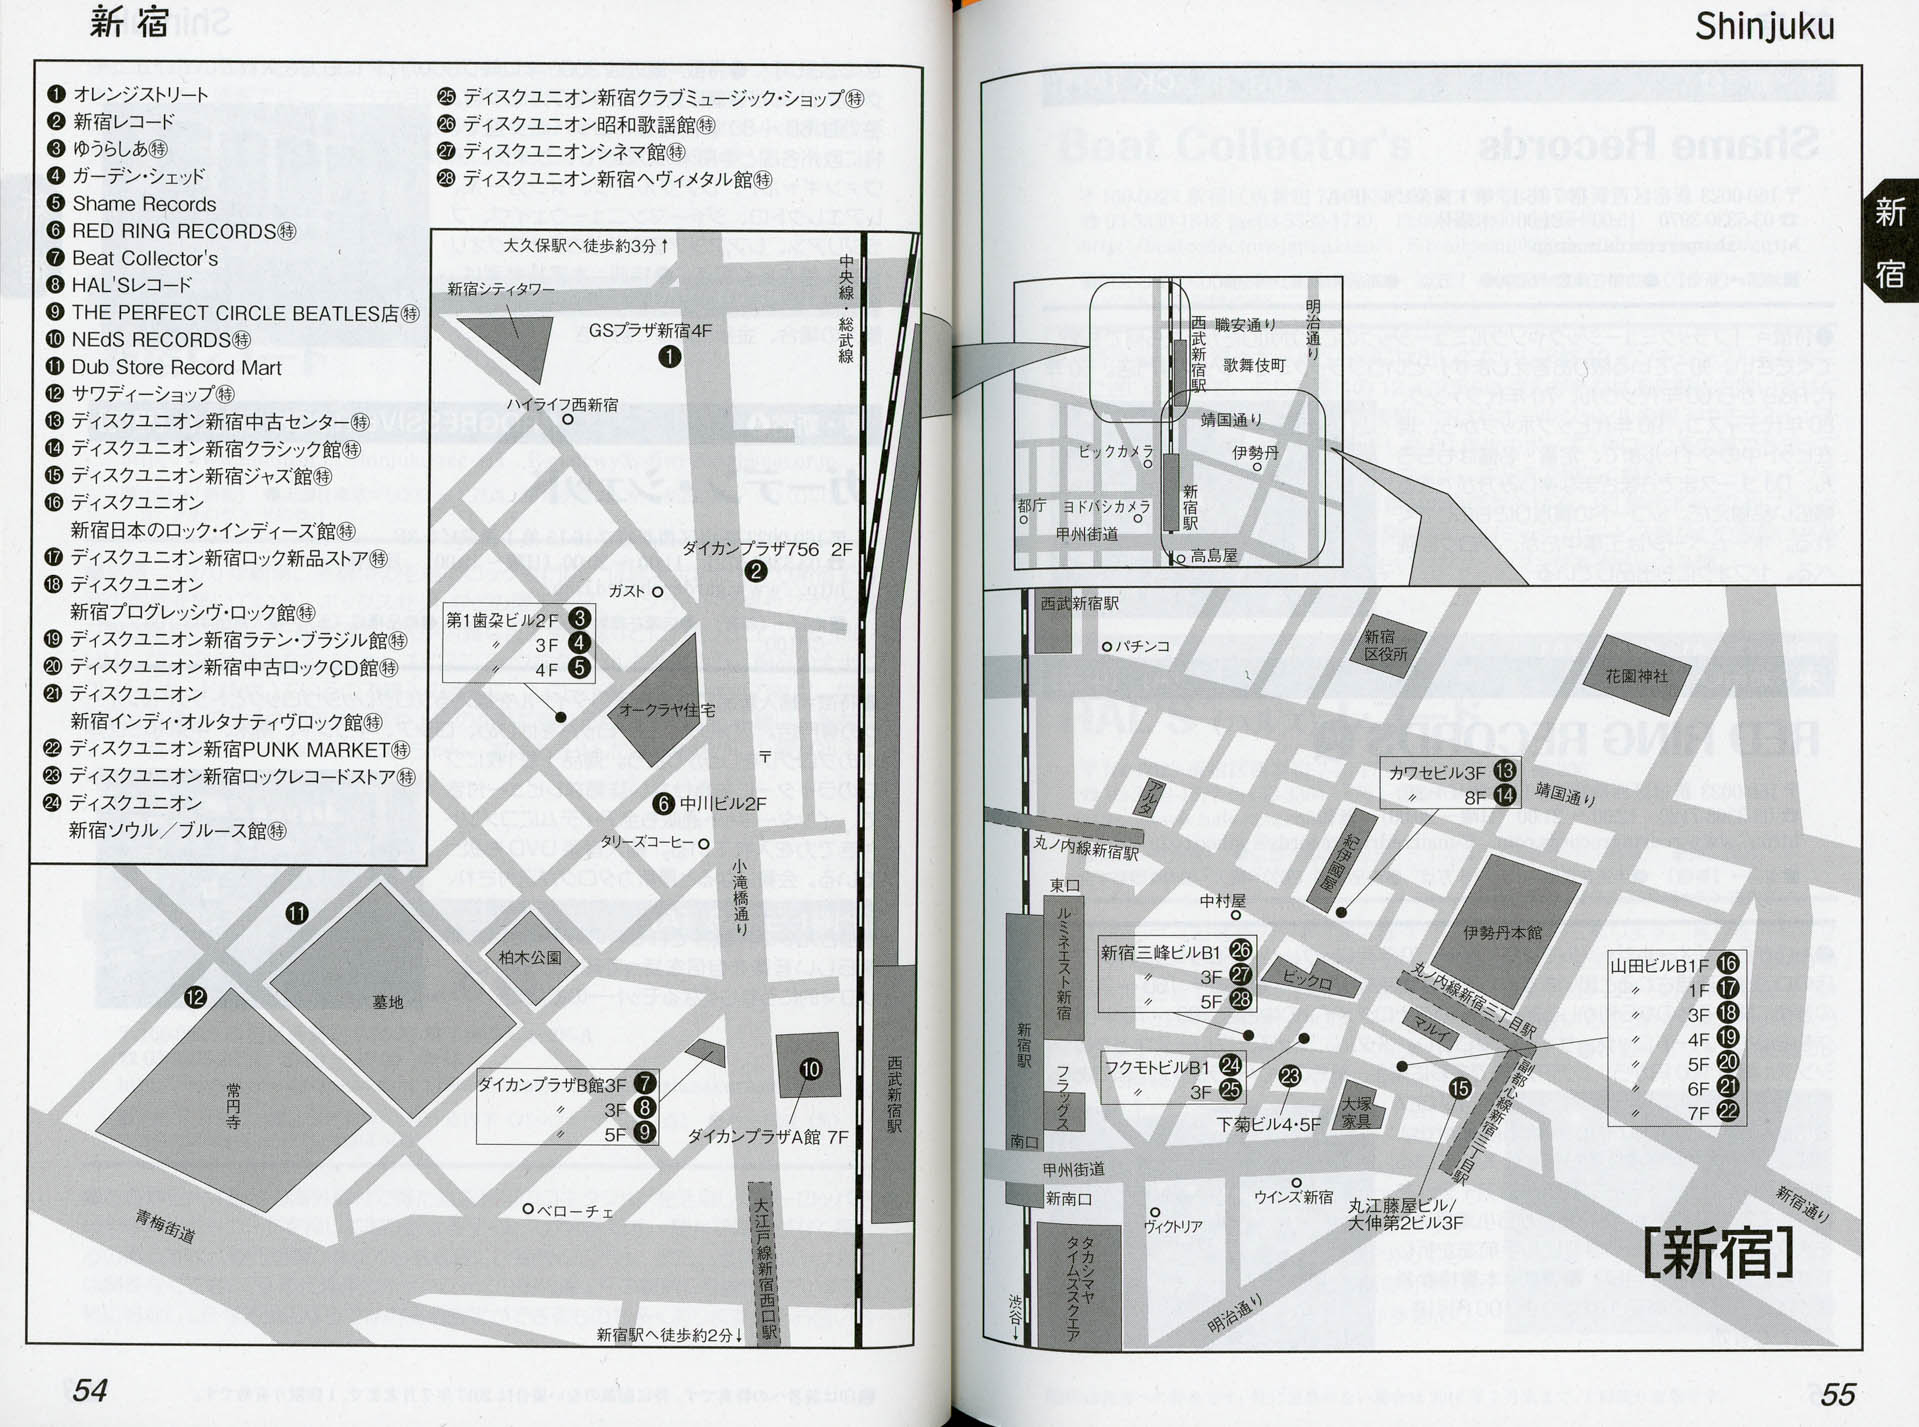 新宿
❶ オレンジストリート
❷ 新宿レコード
❸ ゆうらしあ㊕
❹ ガーデン・シェッド
❺ Shame Records
❻ RED RING RECORDS㊕
❼ Beat Collector's
❽ HAL'Sレコード
❾ THE PERFECT CIRCLE BEATLES店㊕
❿ NEdS RECORDS㊕
⓫ Dub Store Record Mart
⓬ サワディーショップ㊕
⓭ ディスクユニオン新宿中古センター㊕
⓮ ディスクユニオン新宿クラシック館㊕
⓯ ディスクユニオン新宿ジャズ館㊕
⓰ ディスクユニオン
新宿日本のロック・インディーズ館㊕
⓱ ディスクユニオン新宿ロック新品ストア㊕
⓲ ディスクユニオン
新宿プログレッシヴ・ロック館㊕
⓳ ディスクユニオン新宿ラテン・ブラジル館㊕
⓴ ディスクユニオン新宿中古ロックCD館㊕
㉑ ディスクユニオン
新宿インディ・オルタナティヴロック館㊕
㉒ ディスクユニオン新宿PUNK MARKET㊕
㉓ ディスクユニオン新宿ロックレコードストア㊕
㉔ ディスクユニオン
新宿ソウル／ブルース館㊕
㉕ ディスクユニオン新宿クラブミュージック・ショップ㊕
㉖ ディスクユニオン昭和歌謡館㊕
㉗ ディスクユニオンシネマ館㊕
㉘ ディスクユニオン新宿ヘヴィメタル館㊕
大久保駅へ徒歩約3分↑
中央線・総武線
新宿シティタワー
GSプラザ新宿4F
❶
ハイライフ西新宿
ダイカンプラザ756 2F
❷
ガスト
第1歯朶ビル2F ❸
〃 3F ❹
〃 4F ❺
オークラヤ住宅
〒
❻ 中川ビル2F
タリーズコーヒー
小滝橋通り
⓫
柏木公園
⓬
墓地
常円寺
ダイカンプラザB館3F ❼
〃 3F ❽
〃 5F ❾
❿
ダイカンプラザA館 7F
西武新宿駅
ベローチェ
青梅街道
大江戸線新宿西口駅
新宿駅へ徒歩約2分↓
54
Shinjuku
新宿
明治通り
職安通り
西武新宿駅
歌舞伎町
靖国通り
ビックカメラ
伊勢丹
新宿駅
都庁
ヨドバシカメラ
甲州街道
高島屋
西武新宿駅
パチンコ
新宿
区役所
花園神社
カワセビル3F ⓭
〃 8F ⓮
靖国通り
アルタ
丸ノ内線新宿駅
紀伊國屋
東口
ルミネエスト新宿
中村屋
伊勢丹本館
新宿三峰ビルB1 ㉖
〃 3F ㉗
〃 5F ㉘
ビックロ
丸ノ内線新宿三丁目駅
山田ビルB1F ⓰
〃 1F ⓱
〃 3F ⓲
〃 4F ⓳
〃 5F ⓴
〃 6F ㉑
〃 7F ㉒
マルイ
新宿駅
フラッグス
フクモトビルB1 ㉔
〃 3F ㉕
㉓
下菊ビル4・5F
大塚
家具
⓯
副都心線新宿三丁目駅
南口
甲州街道
新南口
ウインズ新宿
ヴィクトリア
丸江藤屋ビル/
大伸第2ビル3F
新宿通り
タカシマヤ
タイムズスクエア
渋谷↓
明治通り
[新宿]
55